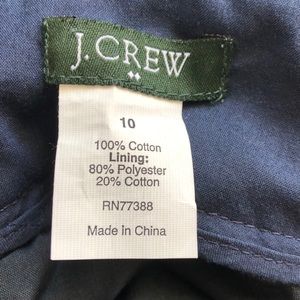 J.CREW
10
100% Cotton
Lining:
80% Polyester
20% Cotton
RN77388
Made in China